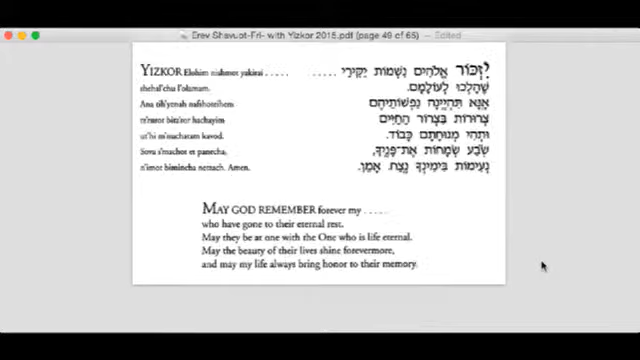 Erev Shavuot-Fri- with Yizkor 2015.pdf (page 49 of 65) — Edited
YIZKOR Elohim nishmot yakirai . . . . . . . . . .
shehal'chu l'olamam.
Ana tih'yenah nafshoteihem
tz'rurot bitz'ror hachayim
ut'hi m'nuchatam kavod.
Sova s'machot et panecha,
n'imot bimincha netzach. Amen.
יִזְכּוֹר אֱלֹהִים נִשְׁמוֹת יַקִּירַי
שֶׁהָלְכוּ לְעוֹלָמָם.
אָנָּא תִּהְיֶינָה נַפְשׁוֹתֵיהֶם
צְרוּרוֹת בִּצְרוֹר הַחַיִּים
וּתְהִי מְנוּחָתָם כָּבוֹד.
שֹׂבַע שְׂמָחוֹת אֶת־פָּנֶיךָ,
נְעִימוֹת בִּימִינְךָ נֶצַח. אָמֵן.
MAY GOD REMEMBER forever my . . . . .
who have gone to their eternal rest.
May they be at one with the One who is life eternal.
May the beauty of their lives shine forevermore,
and may my life always bring honor to their memory.